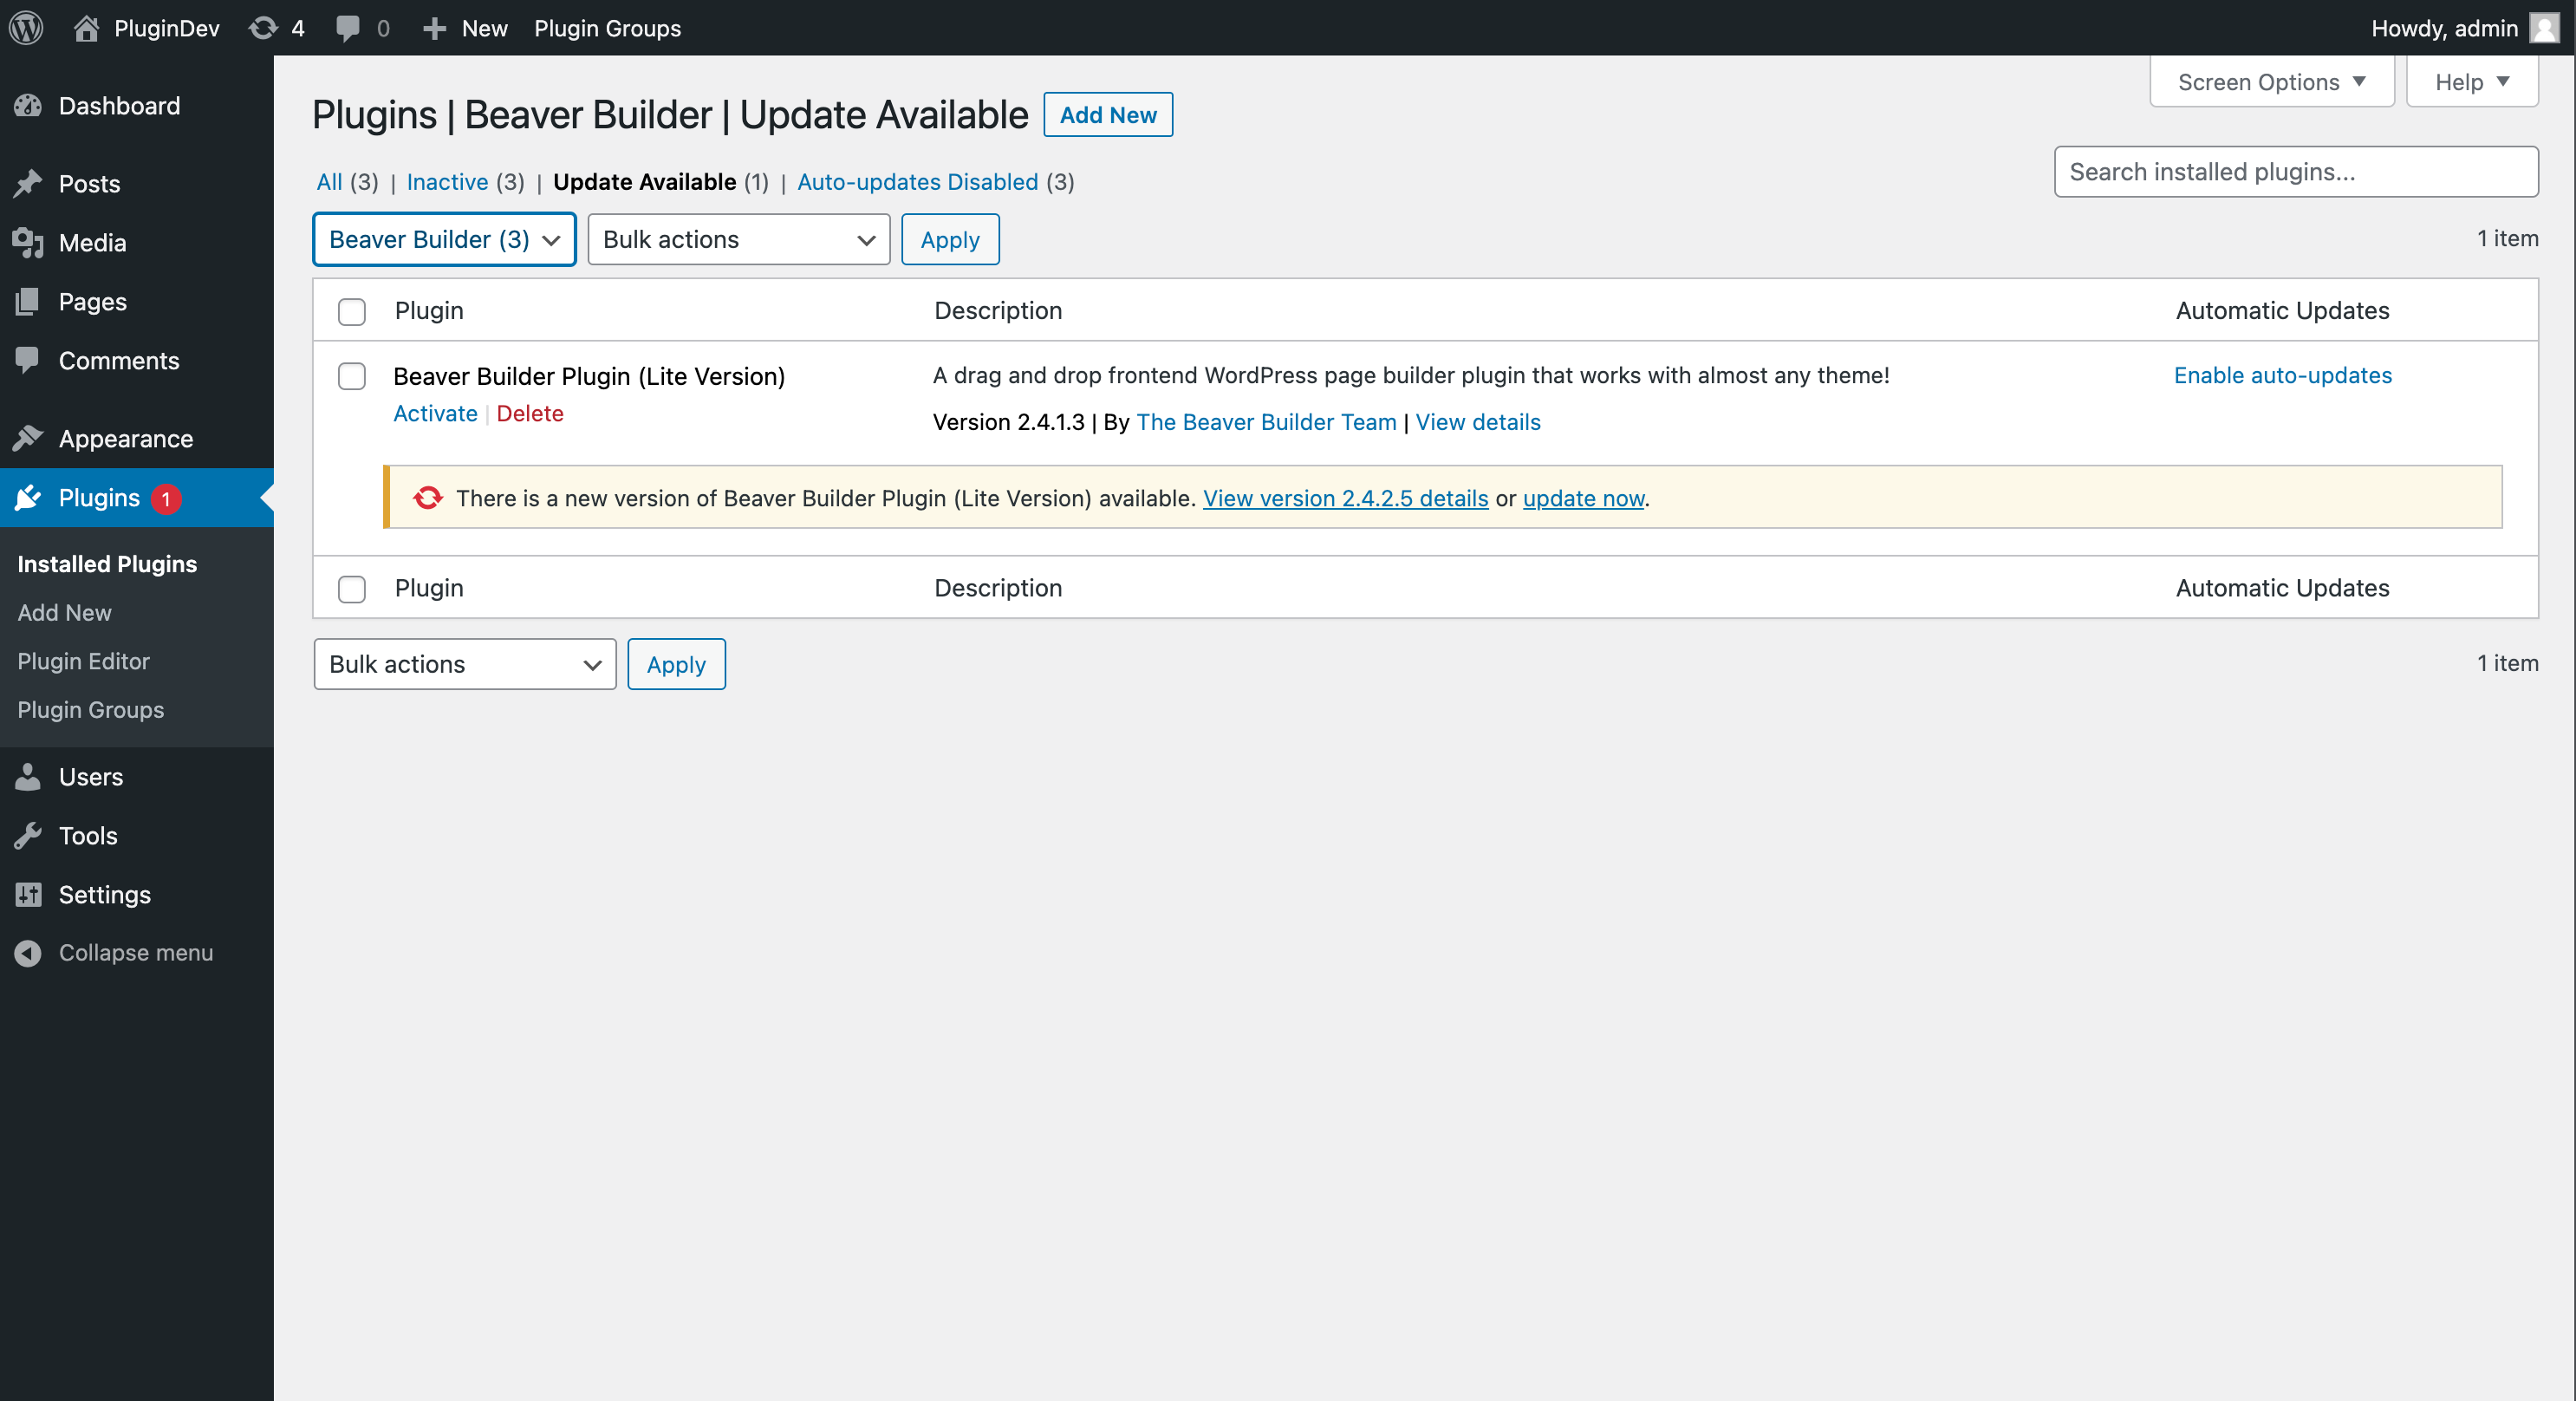 PluginDev 4 0 New Plugin Groups Howdy, admin
Dashboard
Posts
Media
Pages
Comments
Appearance
Plugins 1
Installed Plugins
Add New
Plugin Editor
Plugin Groups
Users
Tools
Settings
Collapse menu
Screen Options Help
Plugins | Beaver Builder | Update Available Add New
All (3) | Inactive (3) | Update Available (1) | Auto-updates Disabled (3)
Search installed plugins...
Beaver Builder (3) Bulk actions Apply 1 item
Plugin Description Automatic Updates
Beaver Builder Plugin (Lite Version) A drag and drop frontend WordPress page builder plugin that works with almost any theme! Enable auto-updates
Activate | Delete
Version 2.4.1.3 | By The Beaver Builder Team | View details
There is a new version of Beaver Builder Plugin (Lite Version) available. View version 2.4.2.5 details or update now.
Plugin Description Automatic Updates
Bulk actions Apply 1 item